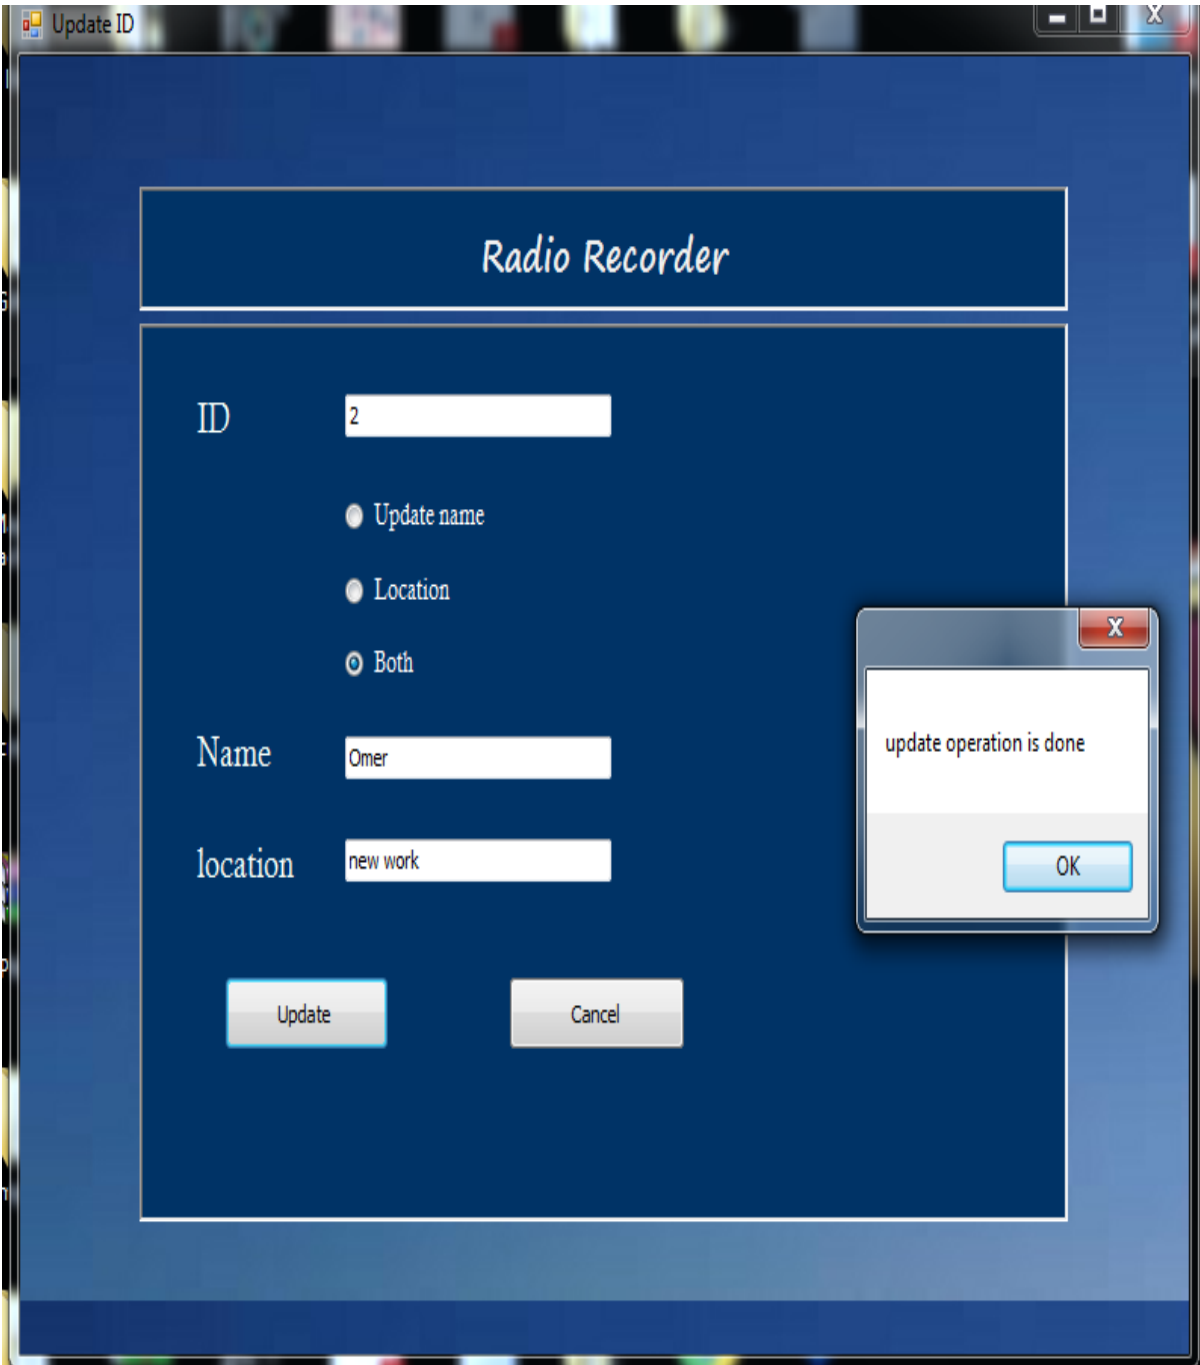 Update ID
Radio Recorder
ID
2
Update name
Location
Both
Name
Omer
location
new work
Update
Cancel
update operation is done
OK